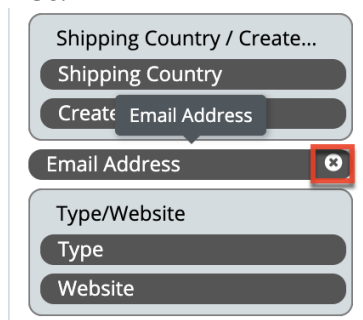 Shipping Country / Create...
Shipping Country
Create
Email Address
Email Address
Type/Website
Type
Website